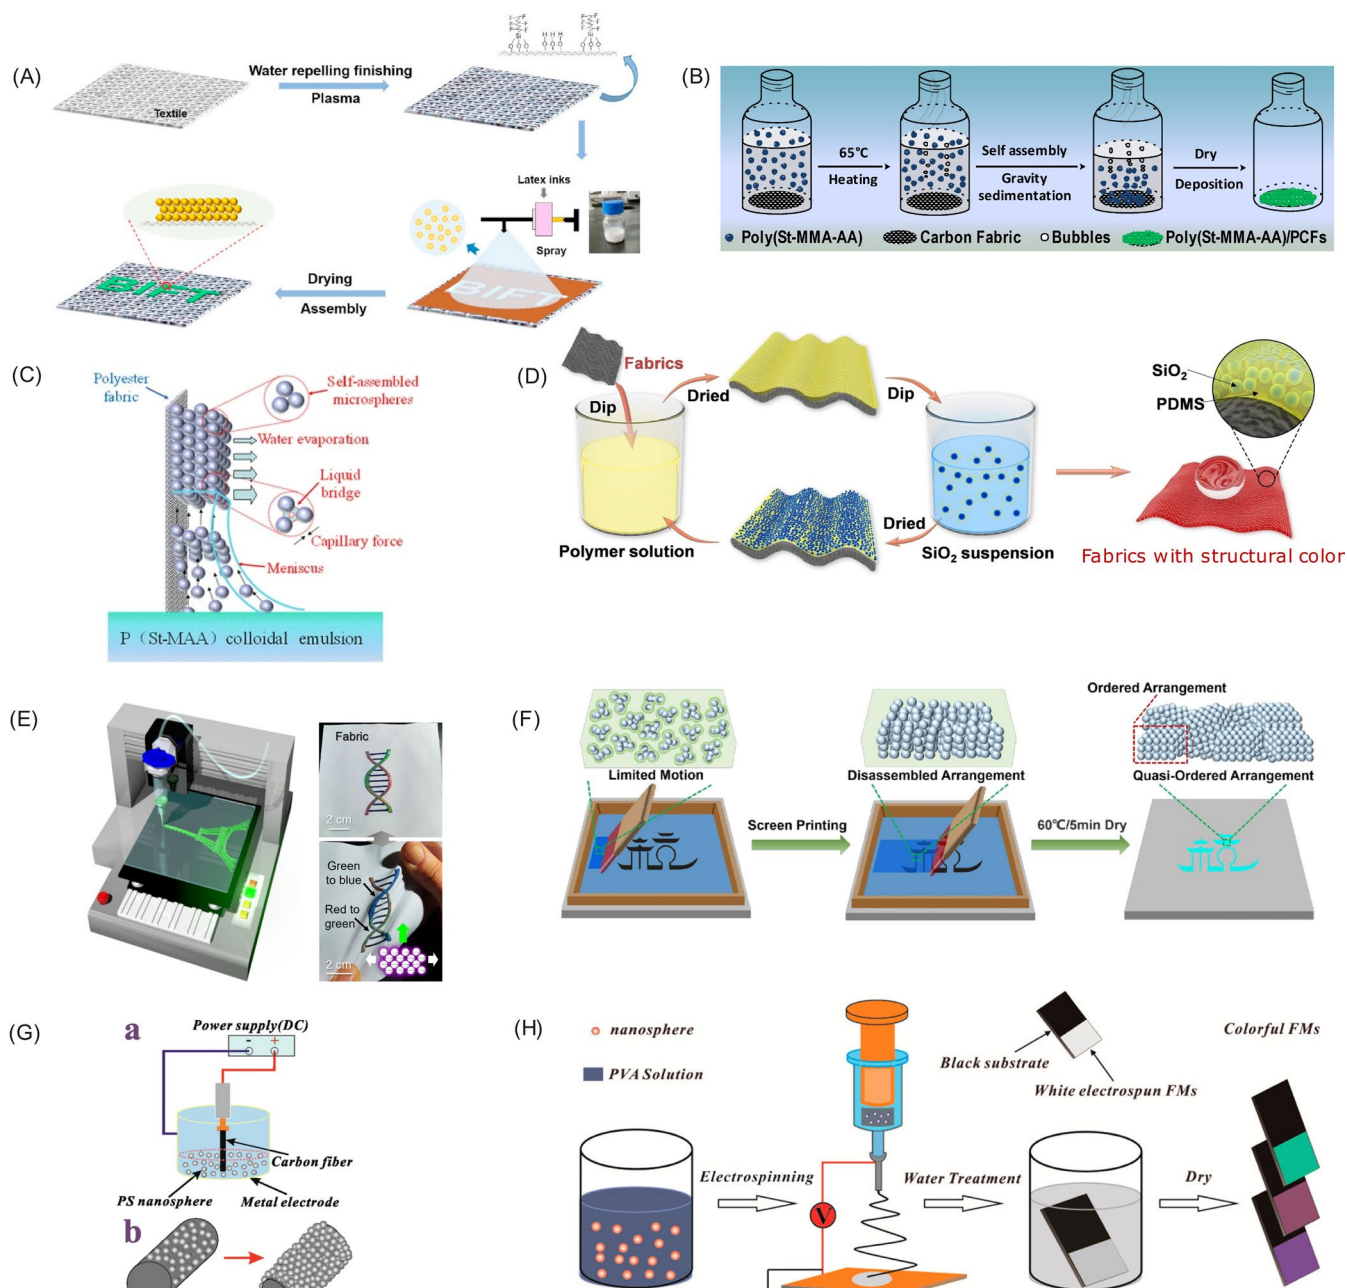 (A)
Water repelling finishing
Plasma
Textile
F F
F F
F F
Si
O O O
H H H
O O O
F F
F F
F F
Si
O O O
Latex inks
Spray
BIFT
Drying
Assembly
BIFT
(B)
65°C
Heating
Self assembly
Gravity
sedimentation
Dry
Deposition
Poly(St-MMA-AA)
Carbon Fabric
Bubbles
Poly(St-MMA-AA)/PCFs
(C)
Polyester
fabric
Self-assembled
microspheres
Water evaporation
Liquid
bridge
Capillary force
Meniscus
P（St-MAA）colloidal emulsion
(D)
Fabrics
Dip
Dried
Dip
Polymer solution
Dried
SiO₂ suspension
SiO₂
PDMS
Fabrics with structural color
(E)
Fabric
2 cm
Green
to blue
Red to
green
2 cm
(F)
Limited Motion
Screen Printing
Disassembled Arrangement
60℃/5min Dry
Ordered Arrangement
Quasi-Ordered Arrangement
(G)
a
Power supply(DC)
- +
Carbon fiber
PS nanosphere
Metal electrode
b
(H)
nanosphere
PVA Solution
Electrospinning
V
Water Treatment
Black substrate
White electrospun FMs
Dry
Colorful FMs